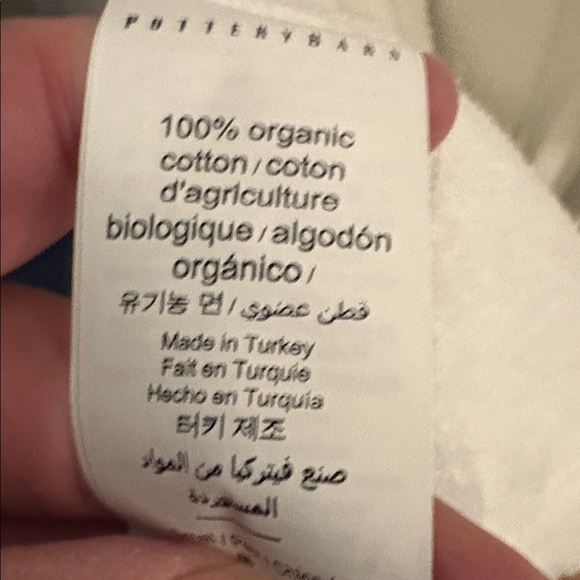 POTTERYBARN
100% organic
cotton / coton
d'agriculture
biologique / algodón
orgánico /
유기농 면 / قطن عضوي
Made in Turkey
Fait en Turquie
Hecho en Turquia
터키 제조
صنع فيتركيا من المواد
المستوردة